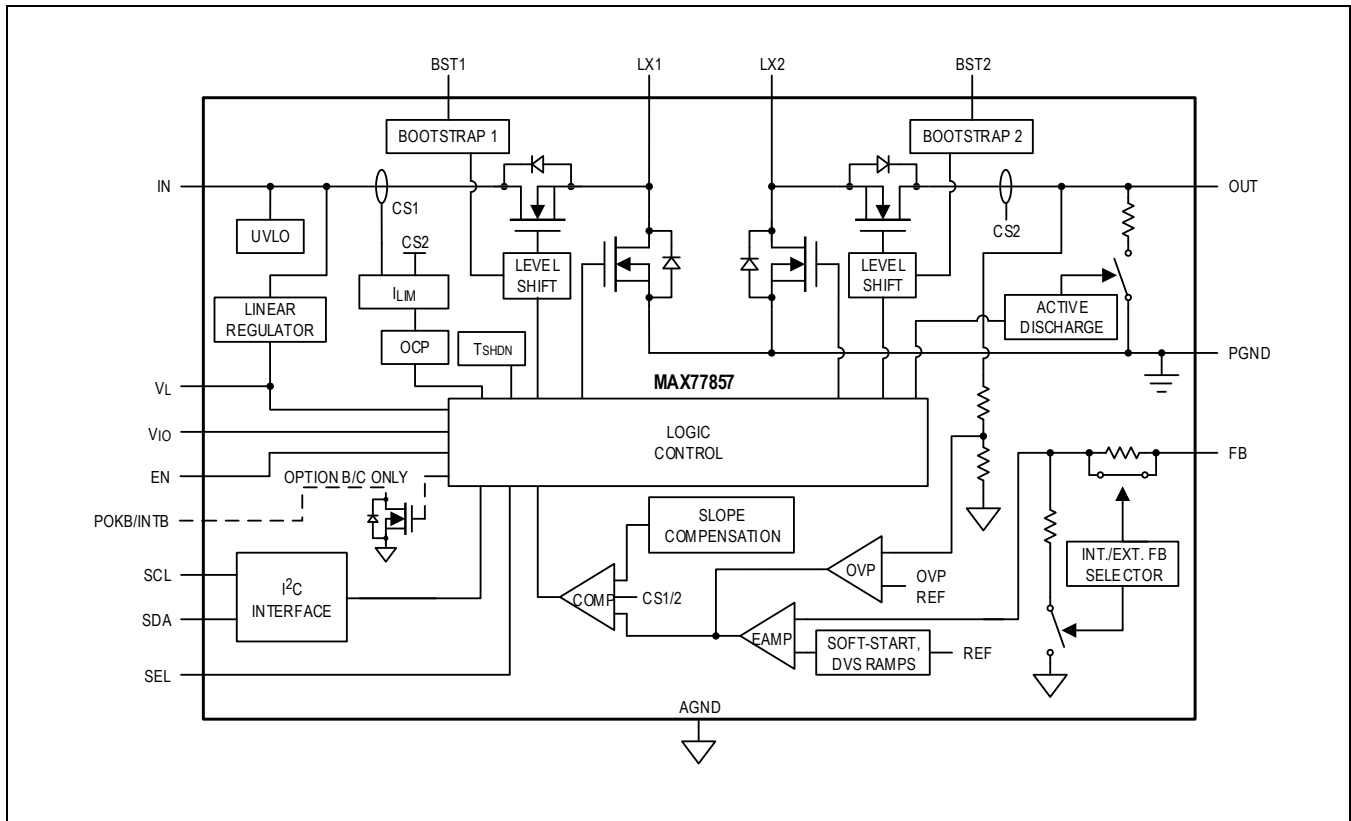 BST1
LX1
LX2
BST2
BOOTSTRAP 1
BOOTSTRAP 2
IN
OUT
CS1
CS2
UVLO
CS2
LEVEL
SHIFT
LEVEL
SHIFT
ILIM
LINEAR
REGULATOR
ACTIVE
DISCHARGE
OCP
TSHDN
PGND
MAX77857
VL
VIO
LOGIC
CONTROL
FB
EN
OPTION B/C ONLY
POKB/INTB
SLOPE
COMPENSATION
INT./EXT. FB
SELECTOR
SCL
I2C
INTERFACE
SDA
COMP
CS1/2
OVP
OVP
REF
EAMP
SOFT-START,
DVS RAMPS
REF
SEL
AGND